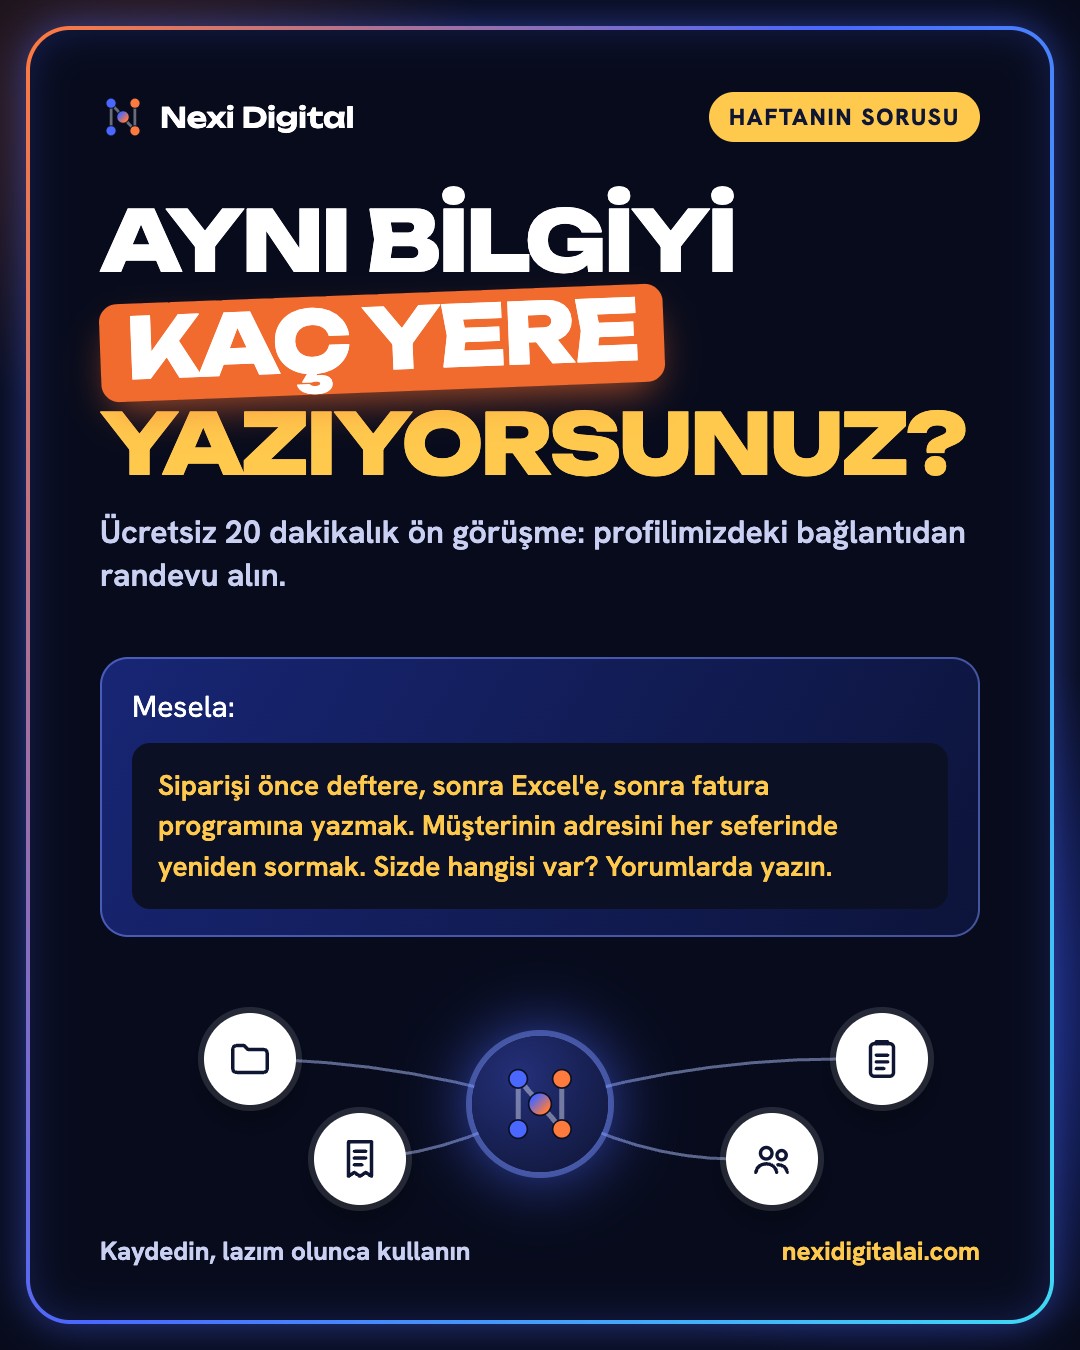 Nexi Digital
HAFTANIN SORUSU
AYNI BİLGİYİ
KAÇ YERE
YAZIYORSUNUZ?
Ücretsiz 20 dakikalık ön görüşme: profilimizdeki bağlantıdan
randevu alın.
Mesela:
Siparişi önce deftere, sonra Excel'e, sonra fatura
programına yazmak. Müşterinin adresini her seferinde
yeniden sormak. Sizde hangisi var? Yorumlarda yazın.
Kaydedin, lazım olunca kullanın
nexidigitalai.com